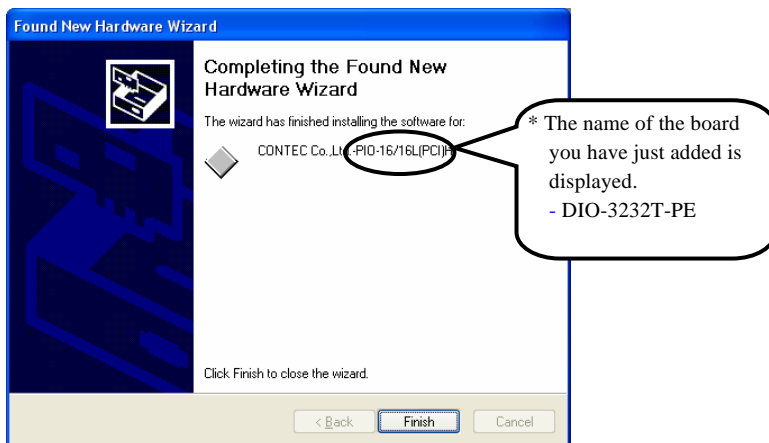 Found New Hardware Wizard
Completing the Found New
Hardware Wizard
The wizard has finished installing the software for:
CONTEC Co.,Ltd.-PIO-16/16L(PCI)H
Click Finish to close the wizard.
< Back
Finish
Cancel
* The name of the board
you have just added is
displayed.
- DIO-3232T-PE